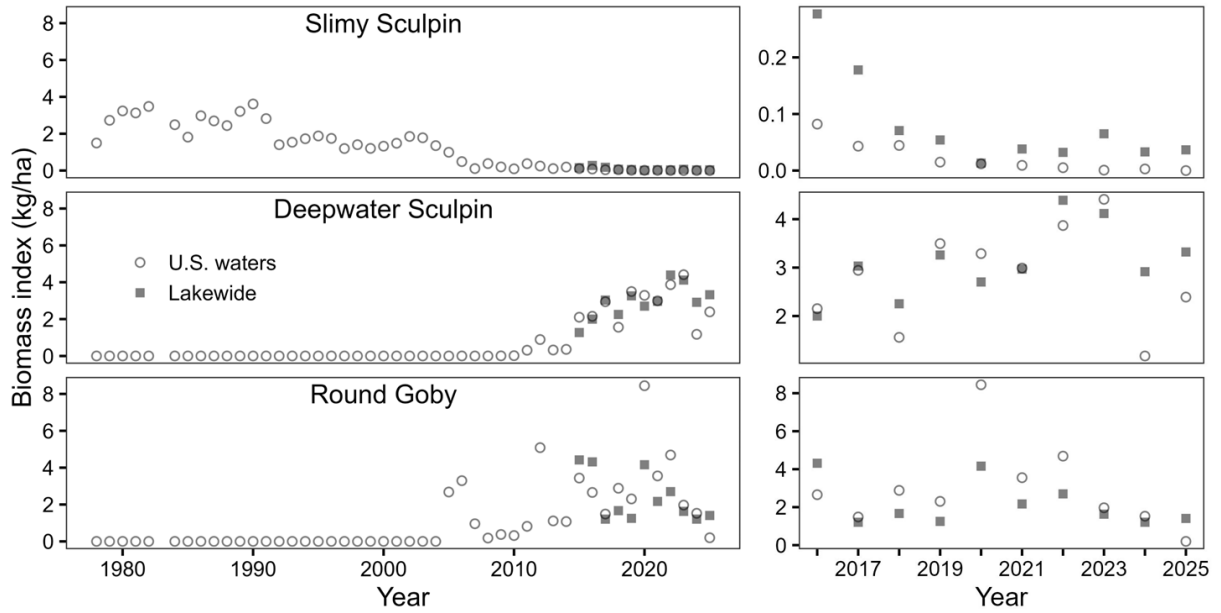 Biomass index (kg/ha)
Slimy Sculpin
8
6
4
2
0
0.2
0.1
0.0
Deepwater Sculpin
U.S. waters
Lakewide
8
6
4
2
0
4
3
2
Round Goby
8
6
4
2
0
8
6
4
2
0
1980 1990 2000 2010 2020
2017 2019 2021 2023 2025
Year
Year